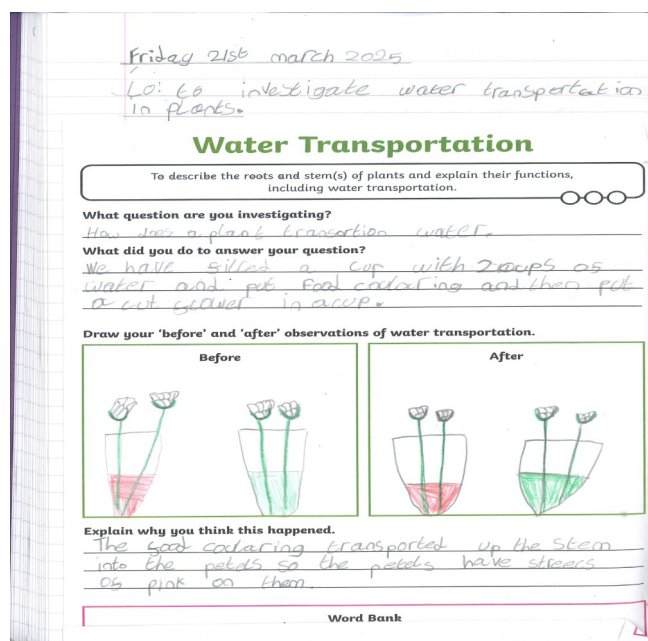 Friday 21st march 2025
Lo: to investigate water transportation
in plants.
Water Transportation
To describe the roots and stem(s) of plants and explain their functions,
including water transportation.
What question are you investigating?
How does a plant transortion water.
What did you do to answer your question?
We have filled a cup with 2 cups of
water and put food coolaring and then put
a cut flower in a cup.
Draw your 'before' and 'after' observations of water transportation.
Before
After
Explain why you think this happened.
The food coolaring transported up the stem
into the petels so the petels have streecs
of pink on them.
Word Bank